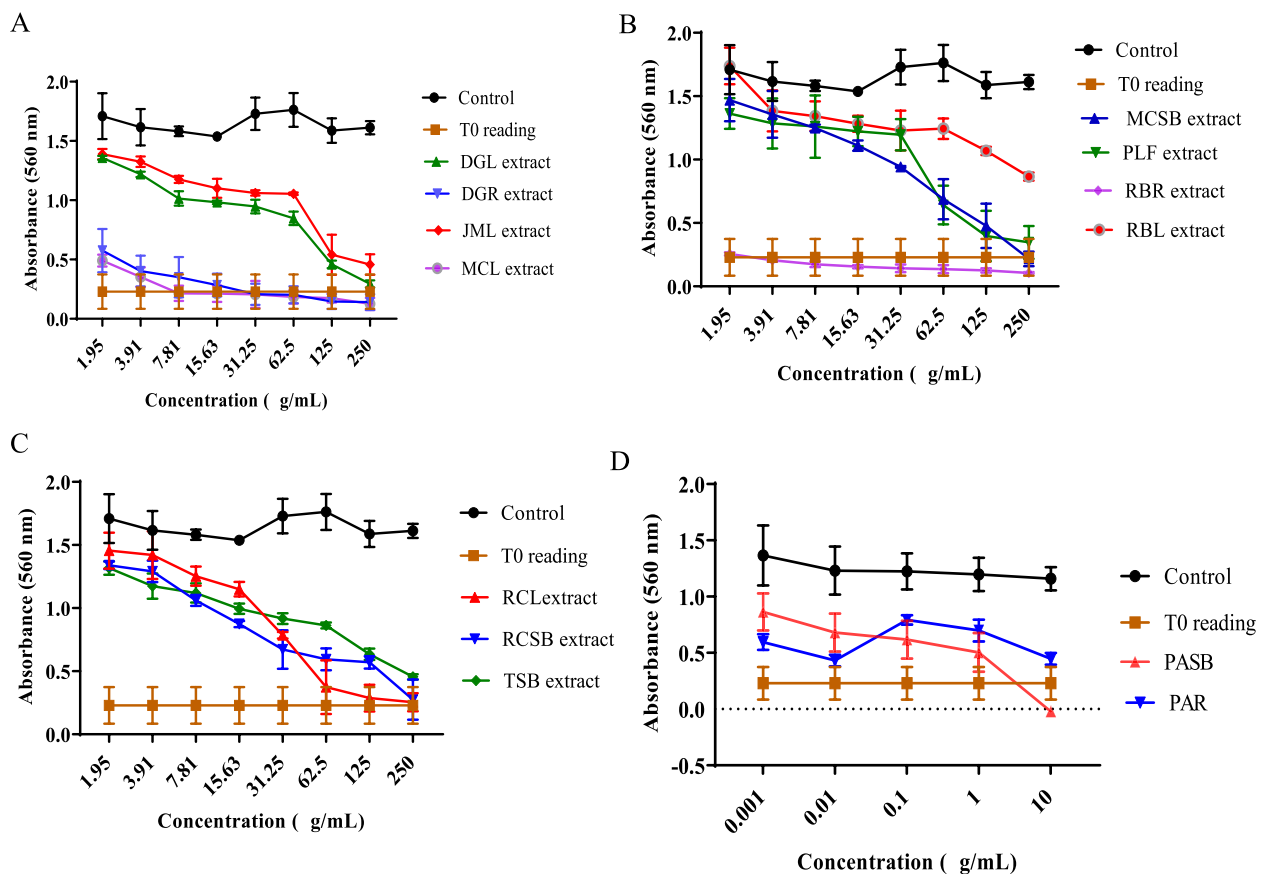 A
Absorbance (560 nm)
2.0
1.5
1.0
0.5
0.0
1.95
3.91
7.81
15.63
31.25
62.5
125
250
Concentration ( g/mL)
Control
T0 reading
DGL extract
DGR extract
JML extract
MCL extract
B
Absorbance (560 nm)
2.0
1.5
1.0
0.5
0.0
1.95
3.91
7.81
15.63
31.25
62.5
125
250
Concentration ( g/mL)
Control
T0 reading
MCSB extract
PLF extract
RBR extract
RBL extract
C
Absorbance (560 nm)
2.0
1.5
1.0
0.5
0.0
1.95
3.91
7.81
15.63
31.25
62.5
125
250
Concentration ( g/mL)
Control
T0 reading
RCLextract
RCSB extract
TSB extract
D
Absorbance (560 nm)
2.0
1.5
1.0
0.5
0.0
-0.5
0.001
0.01
0.1
1
10
Concentration ( g/mL)
Control
T0 reading
PASB
PAR